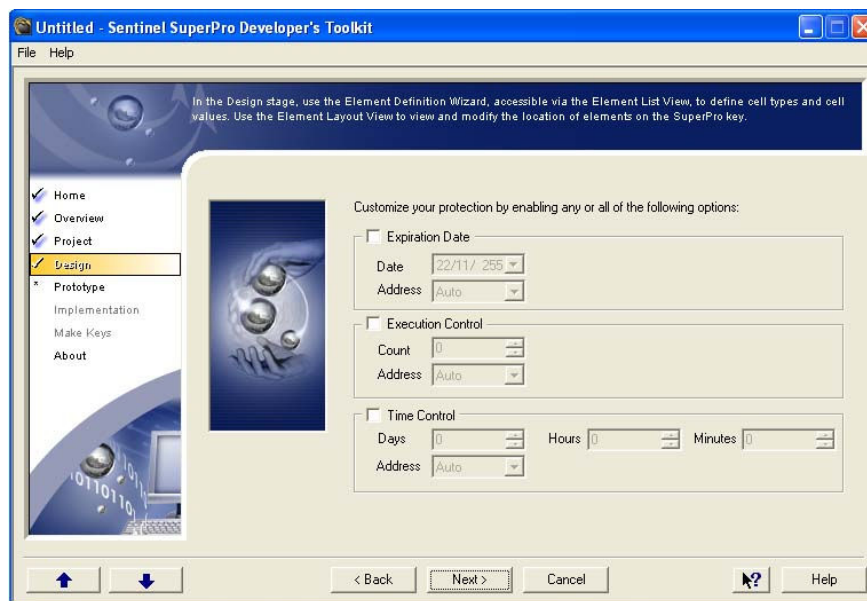 Untitled - Sentinel SuperPro Developer's Toolkit
File Help
In the Design stage, use the Element Definition Wizard, accessible via the Element List View, to define cell types and cell
values. Use the Element Layout View to view and modify the location of elements on the SuperPro key.
Home
Overview
Project
Design
* Prototype
Implementation
Make Keys
About
Customize your protection by enabling any or all of the following options:
Expiration Date
Date 22/11/ 255
Address Auto
Execution Control
Count 0
Address Auto
Time Control
Days 0 Hours 0 Minutes 0
Address Auto
< Back Next > Cancel ? Help